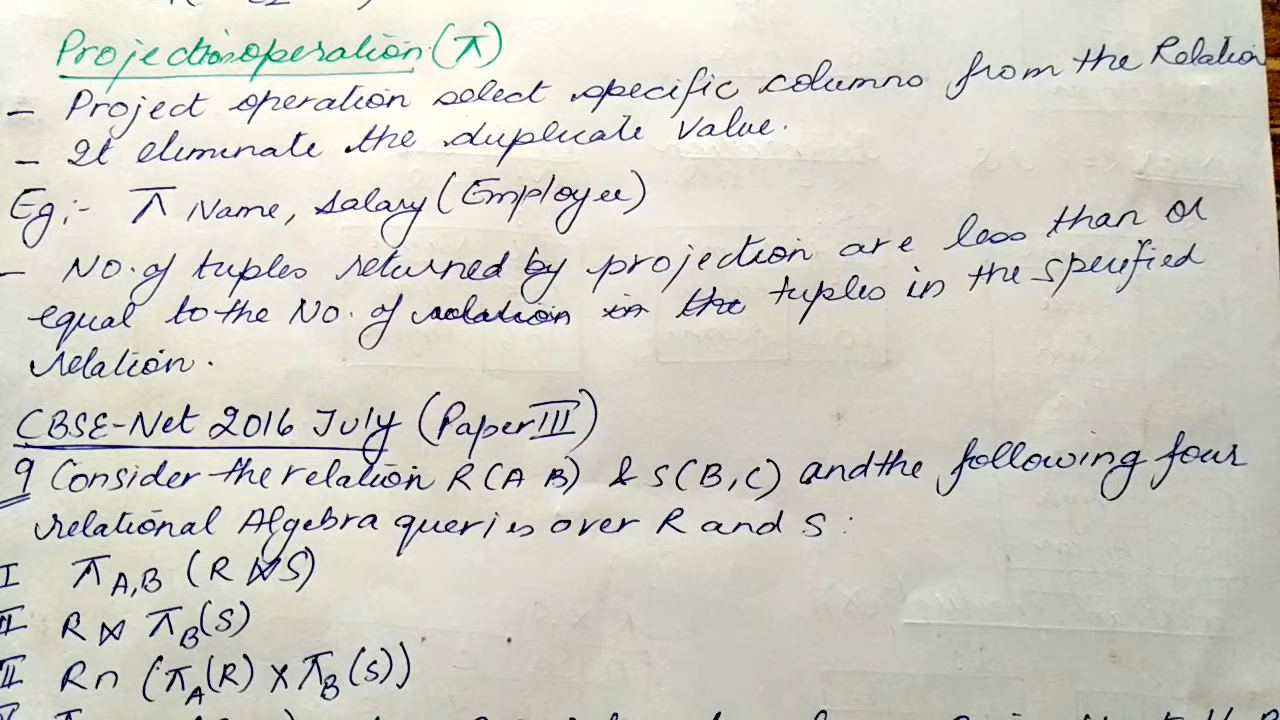 Projection operation (π)
- Project operation select specific columns from the Relation
- It eliminate the duplicate value.
Eg:- π Name, Salary (Employee)
- No. of tuples returned by projection are less than or
equal to the No. of relation in the tuples in the specified
relation.
CBSE-Net 2016 July (Paper III)
9 Consider the relation R(A B) & S(B,C) and the following four
relational Algebra queries over R and S:
I π A,B (R ⋈ S)
II R ⋈ π B (S)
II R ∩ (π A (R) × π B (S))